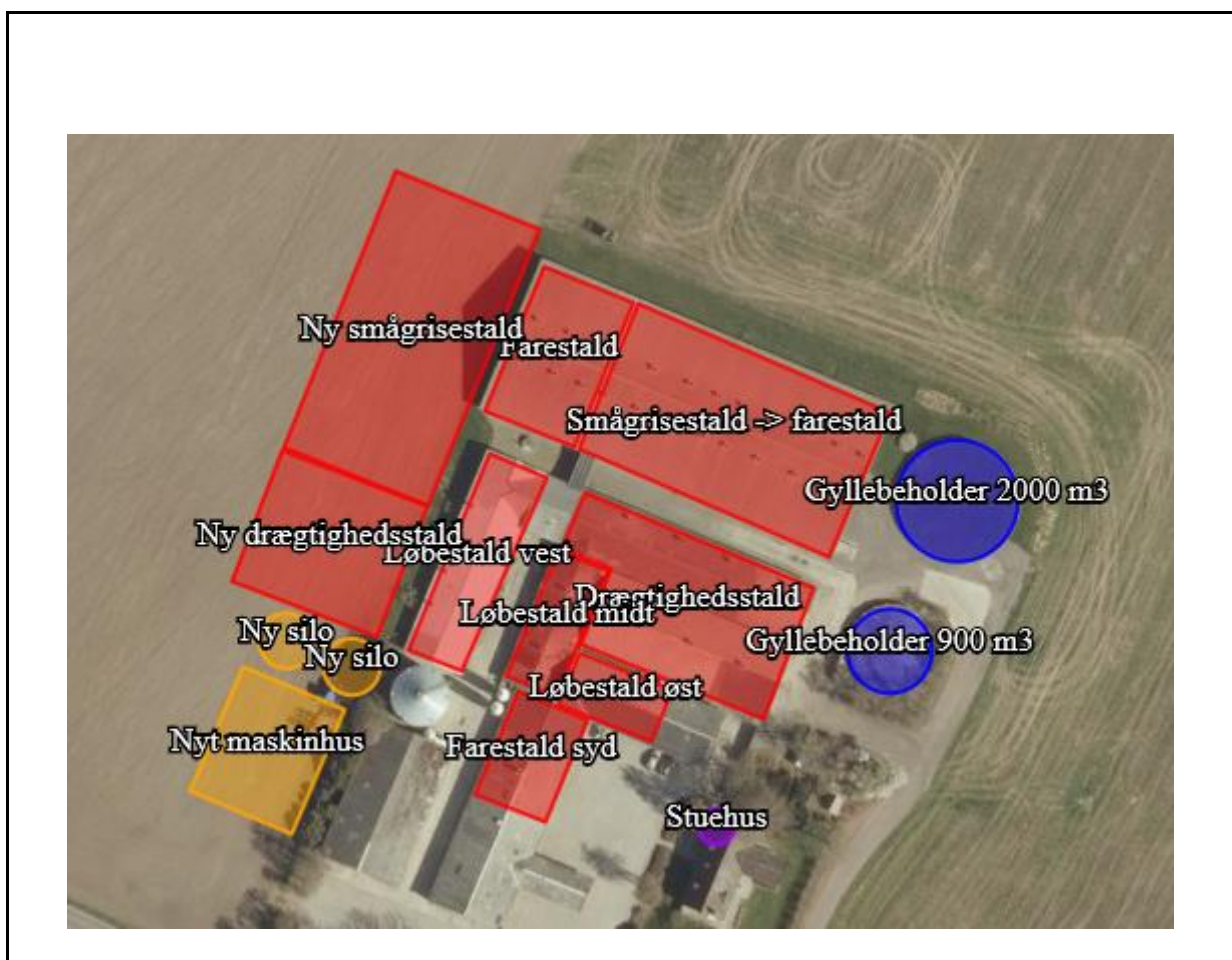 Ny smågrisestald
Farestald
Smågrisestald -> farestald
Gyllebeholder 2000 m3
Ny drægtighedsstald
Løbestald vest
Drægtighedsstald
Løbestald midt
Gyllebeholder 900 m3
Ny silo
Ny silo
Løbestald øst
Nyt maskinhus
Farestald syd
Stuehus